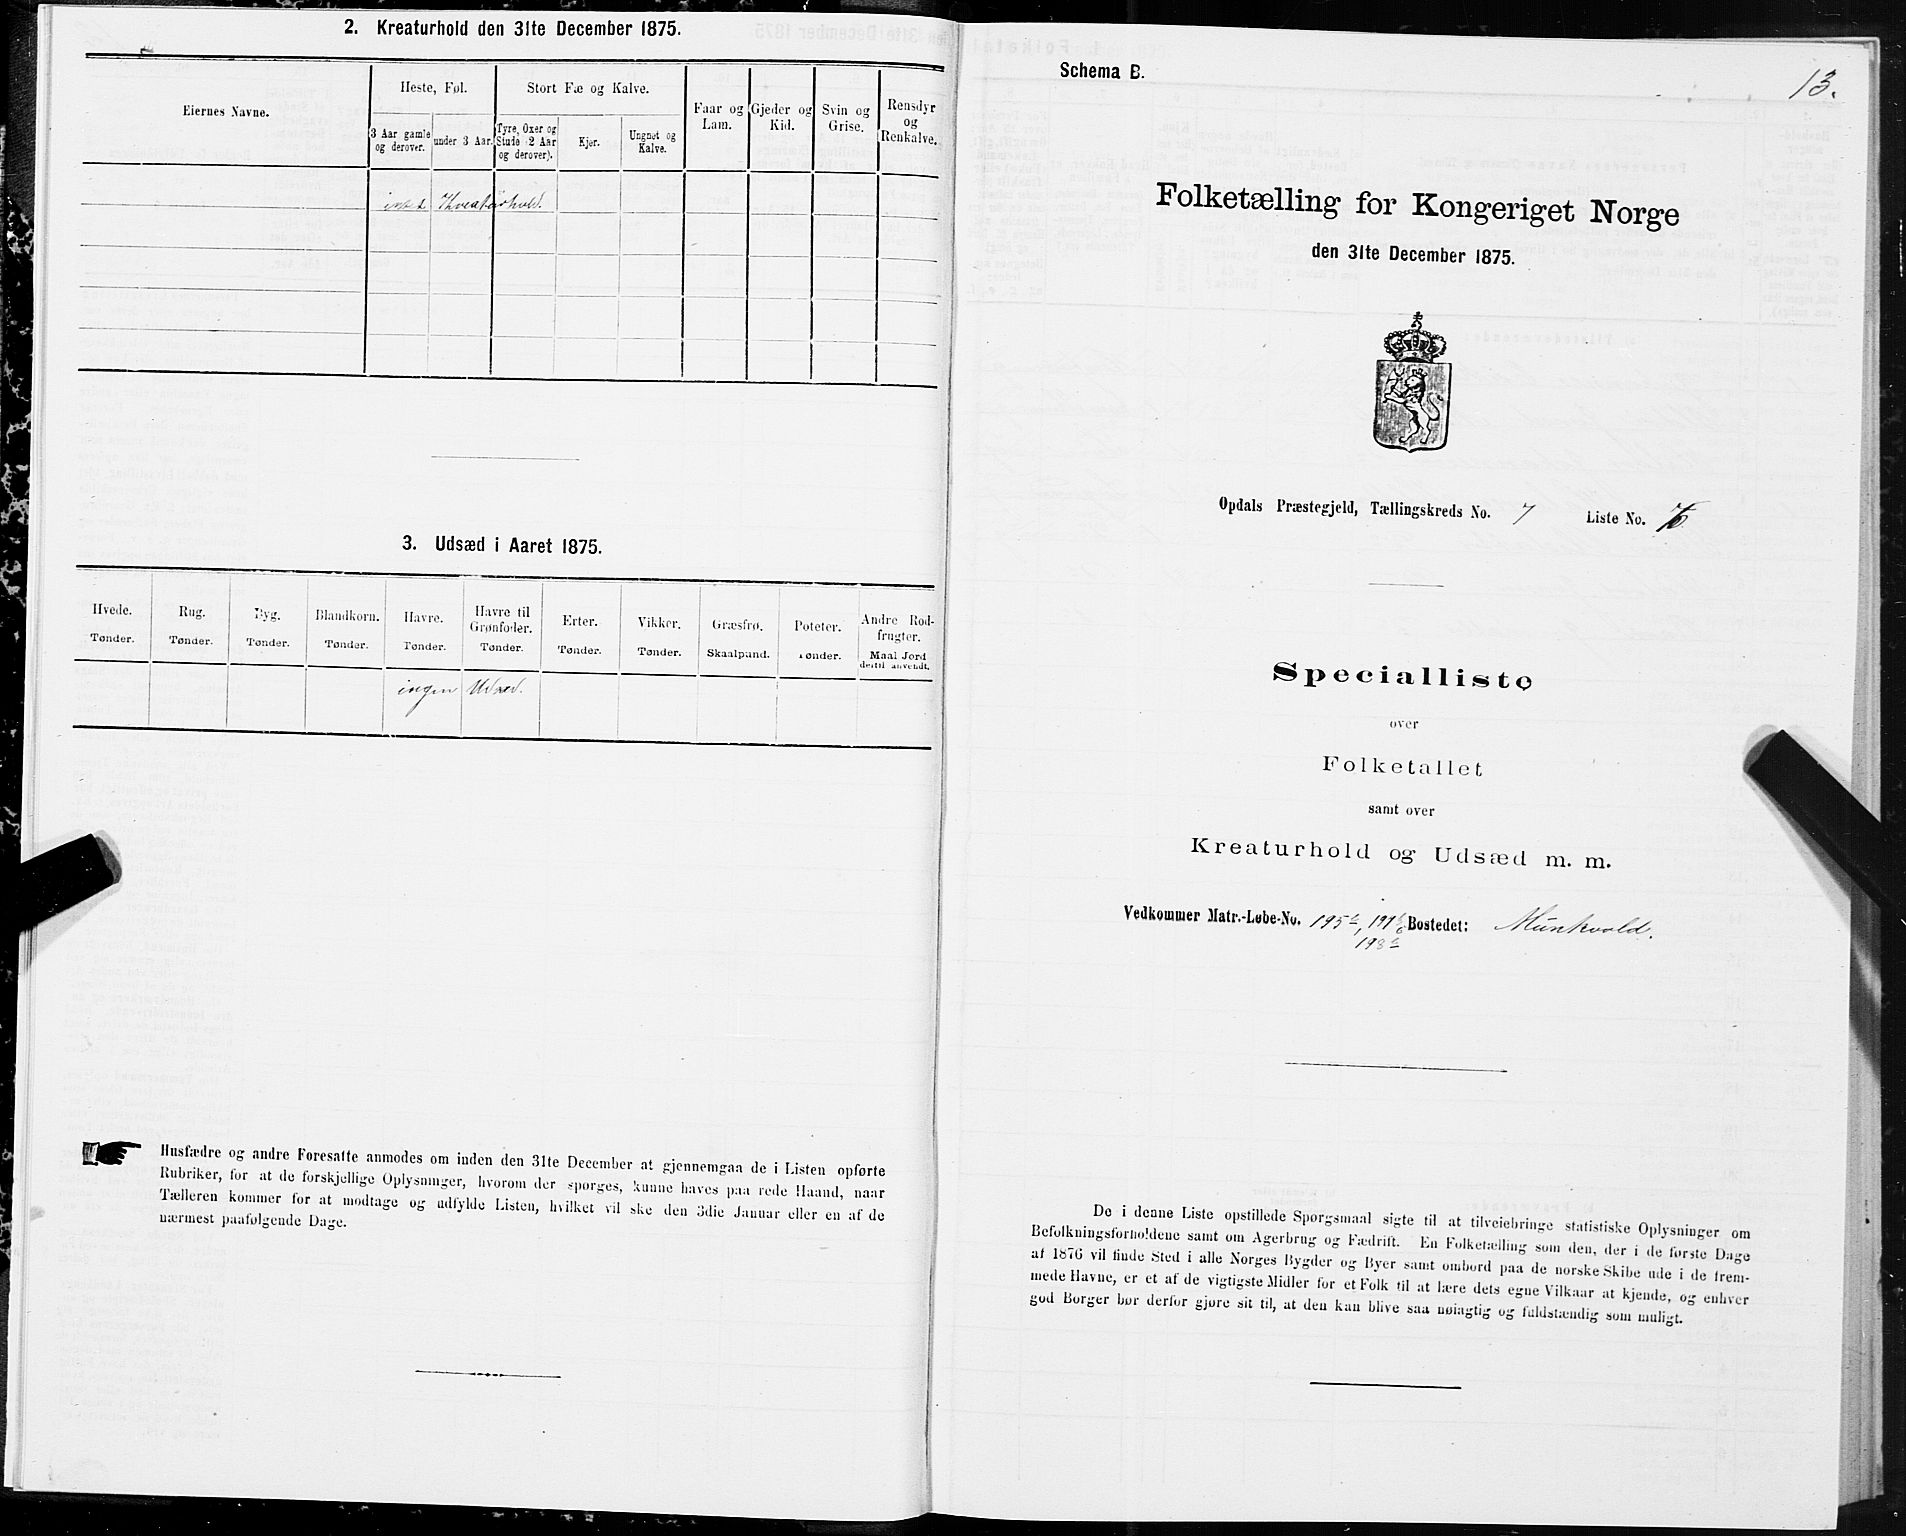 2. Kreaturhold den 31te December 1875.
Eiernes Navne.
Heste, Føl.
Stort Fæ og Kalve.
Faar og Lam.
Gjeder og Kid.
Svin og Grise.
Rensdyr og Renkalve.
3 Aar gamle og derover.
under 3 Aar.
Tyre, Oxer og Stude (2 Aar og derover).
Kjer.
Ungnøt og Kalve.
intet Kreaturhold.
3. Udsæd i Aaret 1875.
Hvede. Tønder.
Rug. Tønder.
Byg. Tønder.
Blandkorn. Tønder.
Havre. Tønder.
Havre til Grønfoder. Tønder.
Erter. Tønder.
Vikker. Tønder.
Græsfrø. Skaalpund.
Poteter. Tønder.
Andre Rodfrugter. Maal Jord dertil anvendt.
ingen Udsæd.
Husfædre og andre Foresatte anmodes om inden den 31te December at gjennemgaa de i Listen opførte
Rubriker, for at de forskjellige Oplysninger, hvorom der spørges, kunne haves paa rede Haand, naar
Tælleren kommer for at modtage og udfylde Listen, hvilket vil ske den 3die Januar eller en af de
nærmest paafølgende Dage.
Schema B.
13.
Folketælling for Kongeriget Norge
den 31te December 1875.
Opdals Præstegjeld, Tællingskreds No. 7 Liste No.
Specialliste
over
Folketallet
samt over
Kreaturhold og Udsæd m. m.
Vedkommer Matr.-Løbe-No. Bostedet: Munkvold.
De i denne Liste opstillede Spørgsmaal sigte til at tilveiebringe statistiske Oplysninger om
Befolkningsforholdene samt om Agerbrug og Fædrift. En Folketælling som den, der i de første Dage
af 1876 vil finde Sted i alle Norges Bygder og Byer samt ombord paa de norske Skibe ude i de frem-
mede Havne, er et af de vigtigste Midler for et Folk til at lære dets egne Vilkaar at kjende, og enhver
god Borger bør derfor gjøre sit til, at den kan blive saa nøiagtig og fuldstændig som muligt.